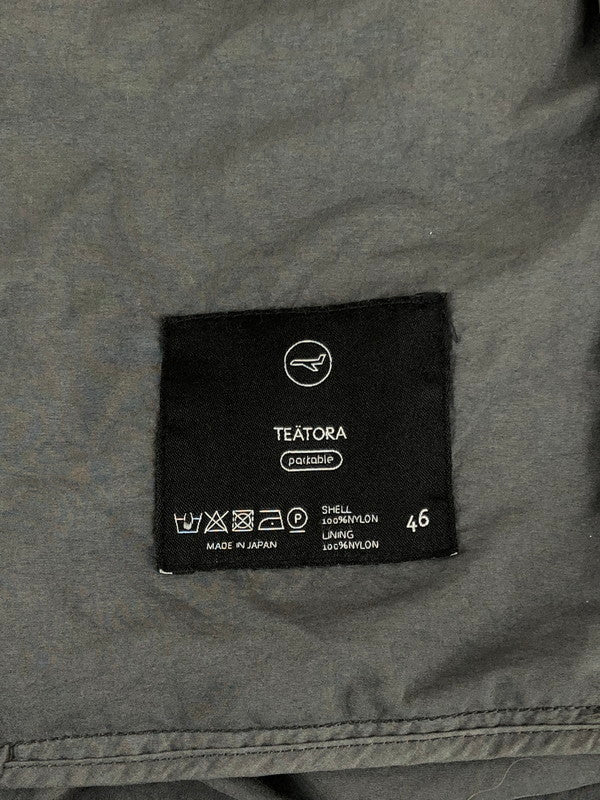 TEÄTORA
packable
P
SHELL
100%NYLON
LINING
100%NYLON
46
MADE IN JAPAN